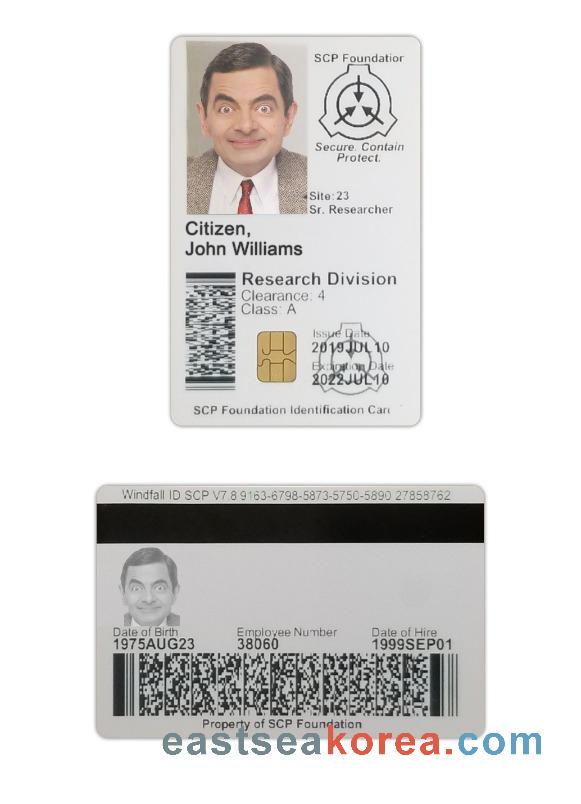 SCP Foundation
Secure. Contain
Protect.
Site: 23
Sr. Researcher
Citizen,
John Williams
Research Division
Clearance: 4
Class: A
Issue Date
2019JUL10
Expiration Date
2022JUL10
SCP Foundation Identification Card
Windfall ID SCP V7.8 9163-6798-5873-5750-5890 27858762
Date of Birth Employee Number Date of Hire
1975AUG23 38060 1999SEP01
Property of SCP Foundation
eastseakorea.com